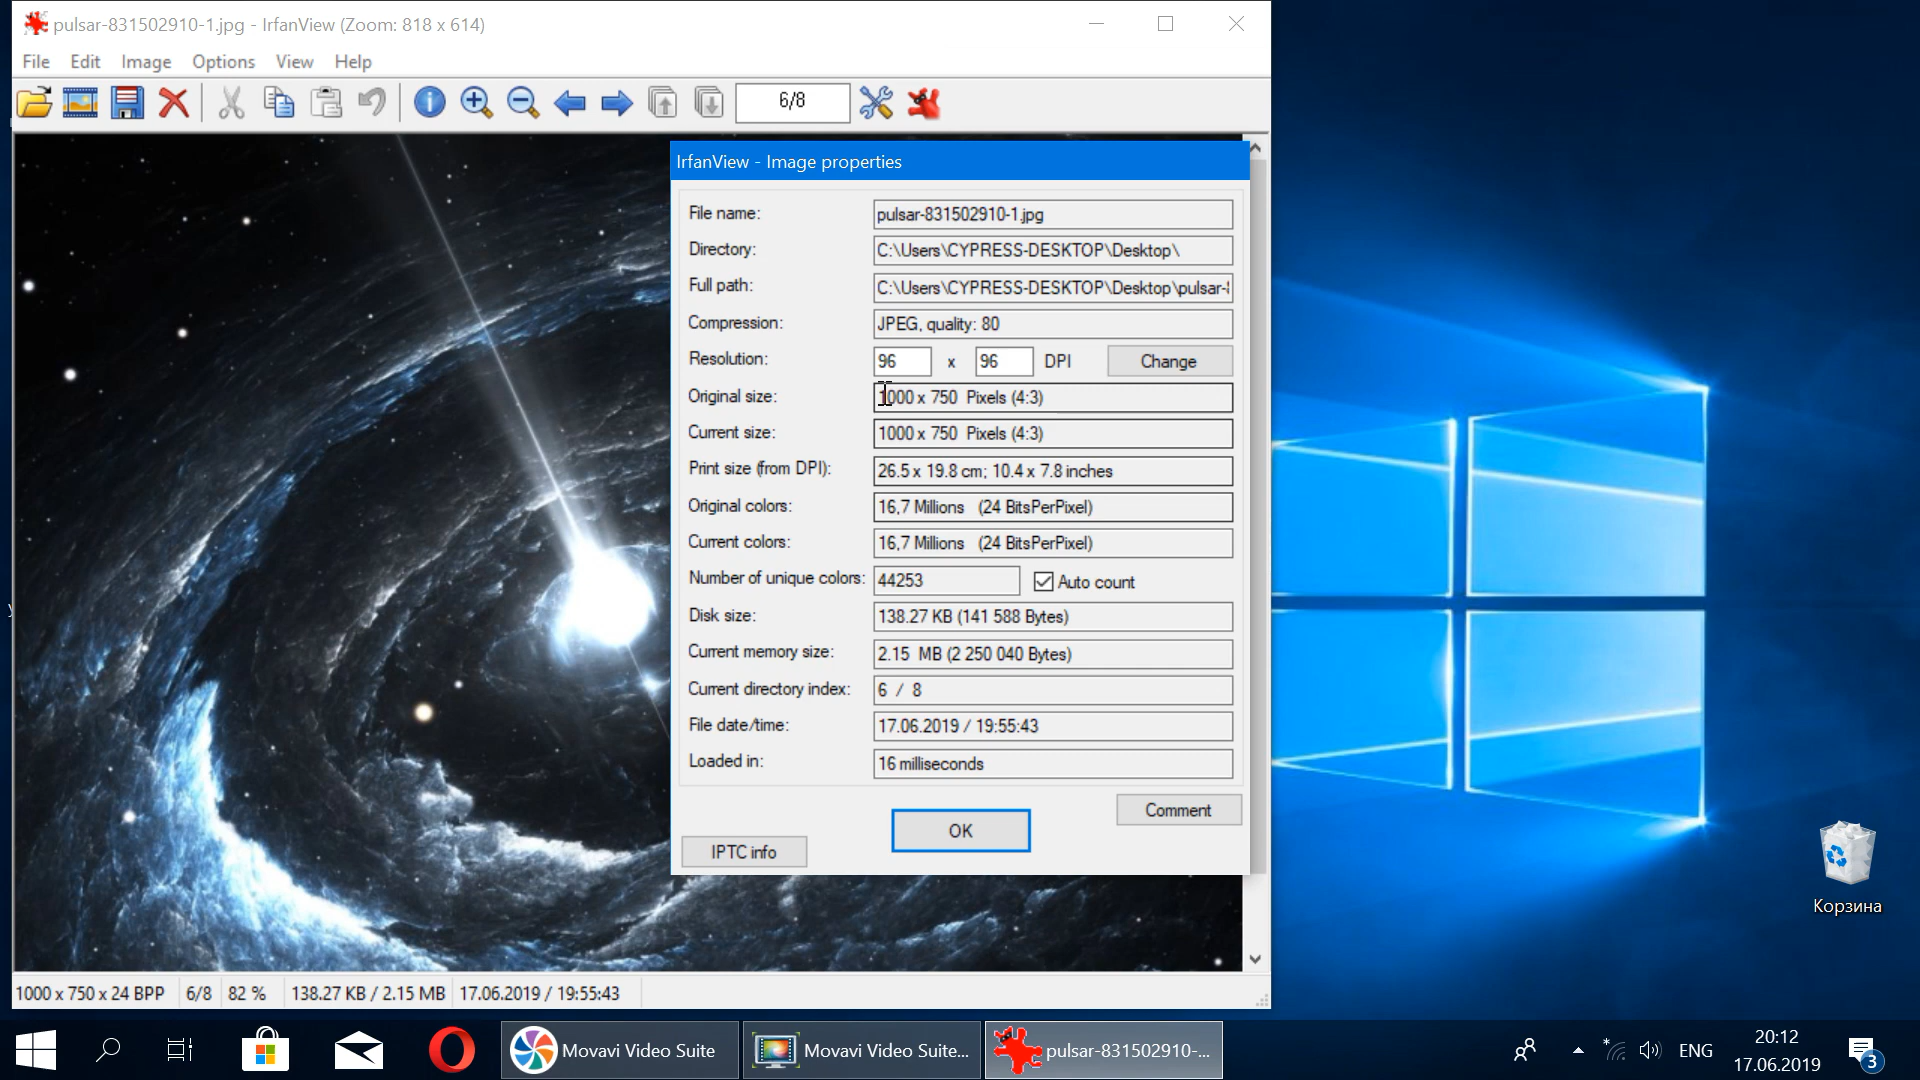 pulsar-831502910-1.jpg - IrfanView (Zoom: 818 x 614)
File Edit Image Options View Help
6/8
IrfanView - Image properties
File name: pulsar-831502910-1.jpg
Directory: C:\Users\CYPRESS-DESKTOP\Desktop\
Full path: C:\Users\CYPRESS-DESKTOP\Desktop\pulsar-
Compression: JPEG, quality: 80
Resolution: 96 x 96 DPI Change
Original size: 1000 x 750 Pixels (4:3)
Current size: 1000 x 750 Pixels (4:3)
Print size (from DPI): 26.5 x 19.8 cm; 10.4 x 7.8 inches
Original colors: 16,7 Millions (24 BitsPerPixel)
Current colors: 16,7 Millions (24 BitsPerPixel)
Number of unique colors: 44253 Auto count
Disk size: 138.27 KB (141 588 Bytes)
Current memory size: 2.15 MB (2 250 040 Bytes)
Current directory index: 6 / 8
File date/time: 17.06.2019 / 19:55:43
Loaded in: 16 milliseconds
Comment
OK
IPTC info
Корзина
1000 x 750 x 24 BPP 6/8 82 % 138.27 KB / 2.15 MB 17.06.2019 / 19:55:43
Movavi Video Suite
Movavi Video Suite...
pulsar-831502910-...
ENG
20:12
17.06.2019
3